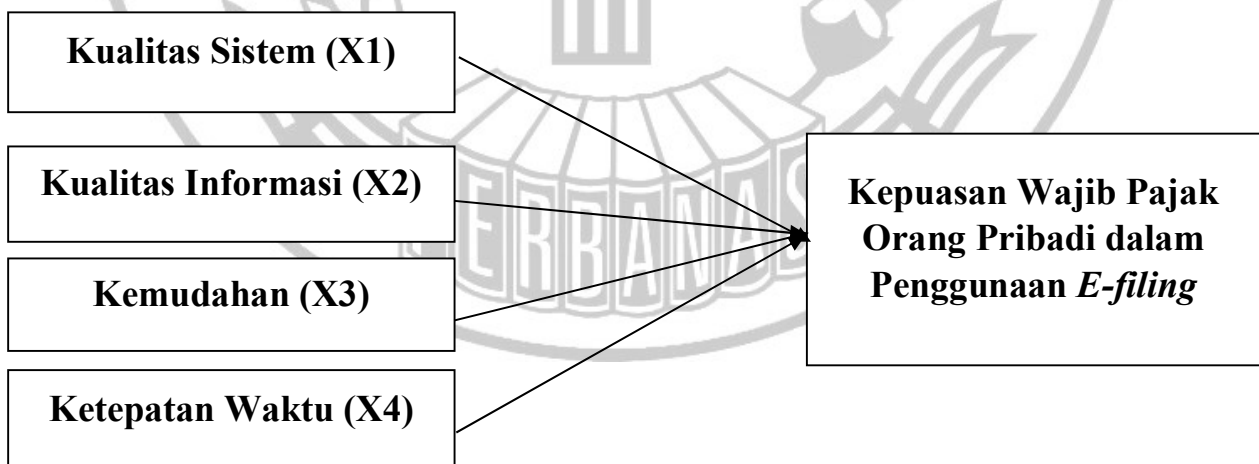 Kualitas Sistem (X1)
Kualitas Informasi (X2)
Kemudahan (X3)
Ketepatan Waktu (X4)
Kepuasan Wajib Pajak
Orang Pribadi dalam
Penggunaan E-filing
ERBANAS